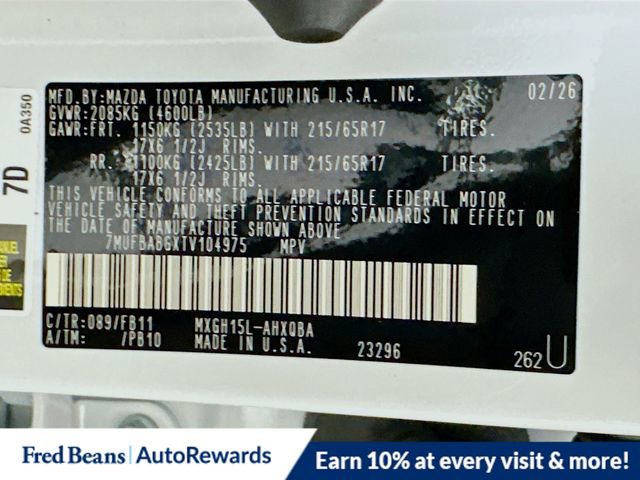 MFD.BY:MAZDA TOYOTA MANUFACTURING U.S.A. INC. 02/26
GVWR:2085KG (4600LB)
GAWR:FRT. 1150KG (2535LB) WITH 215/65R17 TIRES.
17X6 1/2J RIMS.
RR. 1100KG (2425LB) WITH 215/65R17 TIRES.
17X6 1/2J RIMS.
THIS VEHICLE CONFORMS TO ALL APPLICABLE FEDERAL MOTOR
VEHICLE SAFETY AND THEFT PREVENTION STANDARDS IN EFFECT ON
THE DATE OF MANUFACTURE SHOWN ABOVE
7MUFBABGXTV104975 MPV
C/TR:089/FB11 MXGH15L-AHXQBA
A/TM: /PB10 MADE IN U.S.A. 23296
262U
0A350
7D
Fred Beans AutoRewards
Earn 10% at every visit & more!